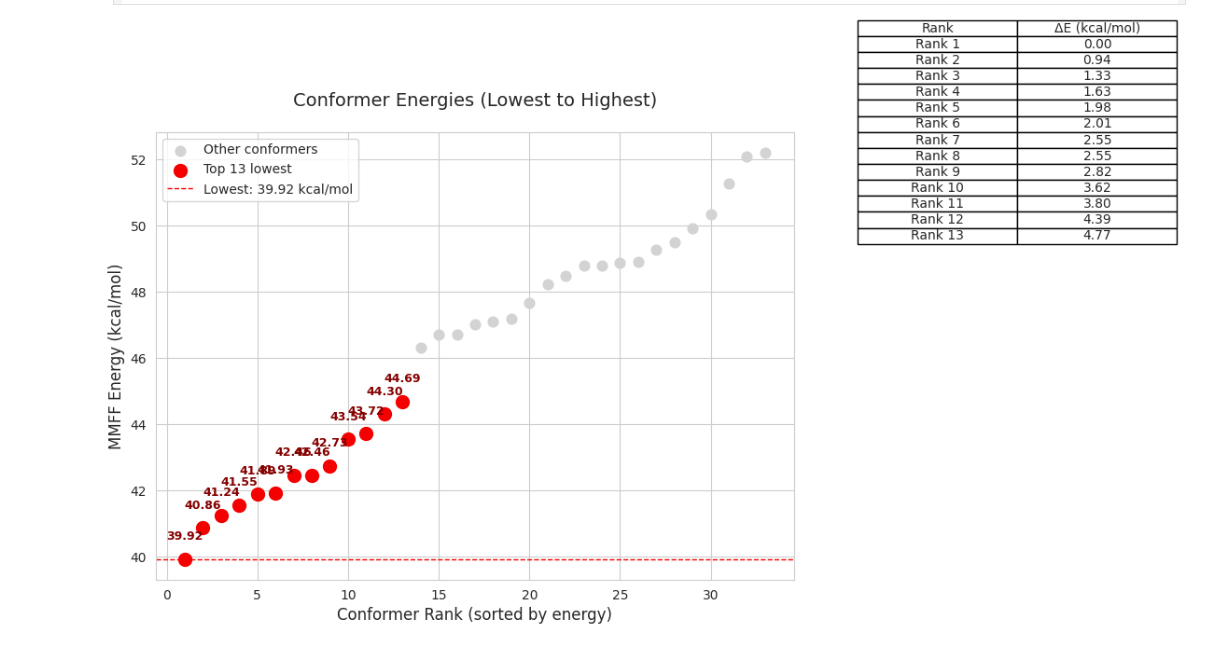 Rank ΔE (kcal/mol)
Rank 1 0.00
Rank 2 0.94
Rank 3 1.33
Rank 4 1.63
Rank 5 1.98
Rank 6 2.01
Rank 7 2.55
Rank 8 2.55
Rank 9 2.82
Rank 10 3.62
Rank 11 3.80
Rank 12 4.39
Rank 13 4.77
Conformer Energies (Lowest to Highest)
Other conformers
Top 13 lowest
Lowest: 39.92 kcal/mol
MMFF Energy (kcal/mol)
52
50
48
46
44
42
40
44.69
44.30
43.72
43.54
42.73
42.46
42.46
41.93
41.89
41.55
41.24
40.86
39.92
0 5 10 15 20 25 30
Conformer Rank (sorted by energy)